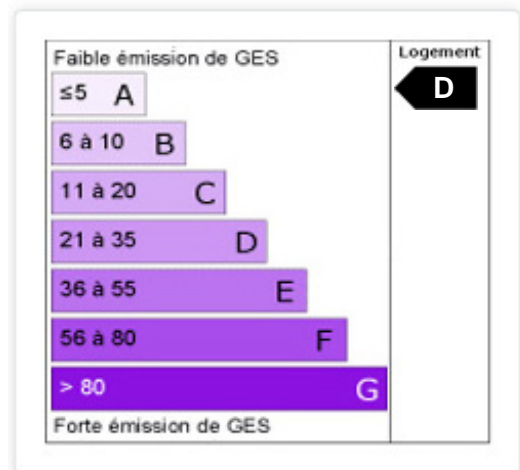 Faible émission de GES
Logement
≤5 A
D
6 à 10 B
11 à 20 C
21 à 35 D
36 à 55 E
56 à 80 F
> 80 G
Forte émission de GES